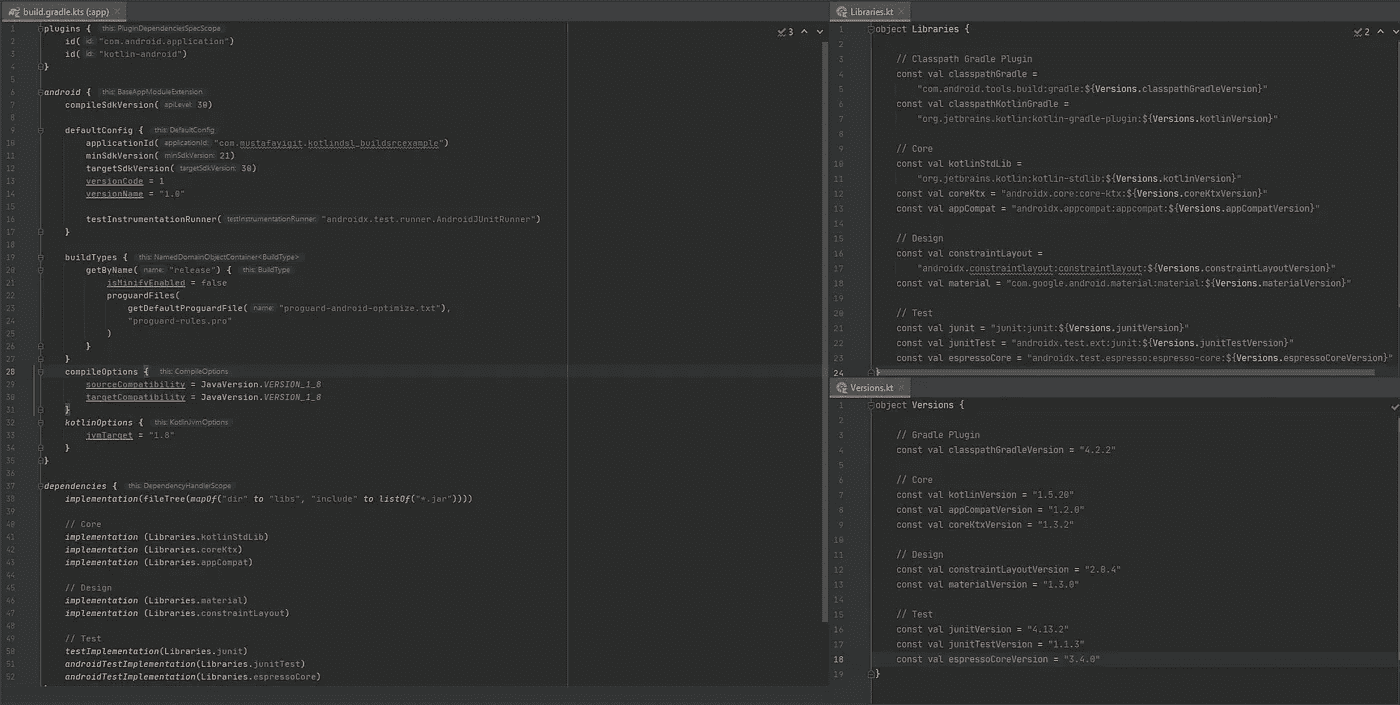 build.gradle.kts (:app)
1 plugins { this: PluginDependenciesSpecScope
2 id( id: "com.android.application")
3 id( id: "kotlin-android")
4 }
5
6 android { this: BaseAppModuleExtension
7 compileSdkVersion( apiLevel: 30)
8
9 defaultConfig { this: DefaultConfig
10 applicationId( applicationId: "com.mustafayigit.kotlindsl_buildsrcexample")
11 minSdkVersion( minSdkVersion: 21)
12 targetSdkVersion( targetSdkVersion: 30)
13 versionCode = 1
14 versionName = "1.0"
15
16 testInstrumentationRunner( testInstrumentationRunner: "androidx.test.runner.AndroidJUnitRunner")
17 }
18
19 buildTypes { this: NamedDomainObjectContainer<BuildType>
20 getByName( name: "release") { this: BuildType
21 isMinifyEnabled = false
22 proguardFiles(
23 getDefaultProguardFile( name: "proguard-android-optimize.txt"),
24 "proguard-rules.pro"
25 )
26 }
27 }
28 compileOptions { this: CompileOptions
29 sourceCompatibility = JavaVersion.VERSION_1_8
30 targetCompatibility = JavaVersion.VERSION_1_8
31 }
32 kotlinOptions { this: KotlinJvmOptions
33 jvmTarget = "1.8"
34 }
35 }
36
37 dependencies { this: DependencyHandlerScope
38 implementation(fileTree(mapOf("dir" to "libs", "include" to listOf("*.jar"))))
39
40 // Core
41 implementation (Libraries.kotlinStdLib)
42 implementation (Libraries.coreKtx)
43 implementation (Libraries.appCompat)
44
45 // Design
46 implementation (Libraries.material)
47 implementation (Libraries.constraintLayout)
48
49 // Test
50 testImplementation(Libraries.junit)
51 androidTestImplementation(Libraries.junitTest)
52 androidTestImplementation(Libraries.espressoCore)
3
Libraries.kt
1 object Libraries {
2
3 // Classpath Gradle Plugin
4 const val classpathGradle =
5 "com.android.tools.build:gradle:${Versions.classpathGradleVersion}"
6 const val classpathKotlinGradle =
7 "org.jetbrains.kotlin:kotlin-gradle-plugin:${Versions.kotlinVersion}"
8
9 // Core
10 const val kotlinStdLib =
11 "org.jetbrains.kotlin:kotlin-stdlib:${Versions.kotlinVersion}"
12 const val coreKtx = "androidx.core:core-ktx:${Versions.coreKtxVersion}"
13 const val appCompat = "androidx.appcompat:appcompat:${Versions.appCompatVersion}"
14
15 // Design
16 const val constraintLayout =
17 "androidx.constraintlayout:constraintlayout:${Versions.constraintLayoutVersion}"
18 const val material = "com.google.android.material:material:${Versions.materialVersion}"
19
20 // Test
21 const val junit = "junit:junit:${Versions.junitVersion}"
22 const val junitTest = "androidx.test.ext:junit:${Versions.junitTestVersion}"
23 const val espressoCore = "androidx.test.espresso:espresso-core:${Versions.espressoCoreVersion}"
24 }
2
Versions.kt
1 object Versions {
2
3 // Gradle Plugin
4 const val classpathGradleVersion = "4.2.2"
5
6 // Core
7 const val kotlinVersion = "1.5.20"
8 const val appCompatVersion = "1.2.0"
9 const val coreKtxVersion = "1.3.2"
10
11 // Design
12 const val constraintLayoutVersion = "2.0.4"
13 const val materialVersion = "1.3.0"
14
15 // Test
16 const val junitVersion = "4.13.2"
17 const val junitTestVersion = "1.1.3"
18 const val espressoCoreVersion = "3.4.0"
19 }